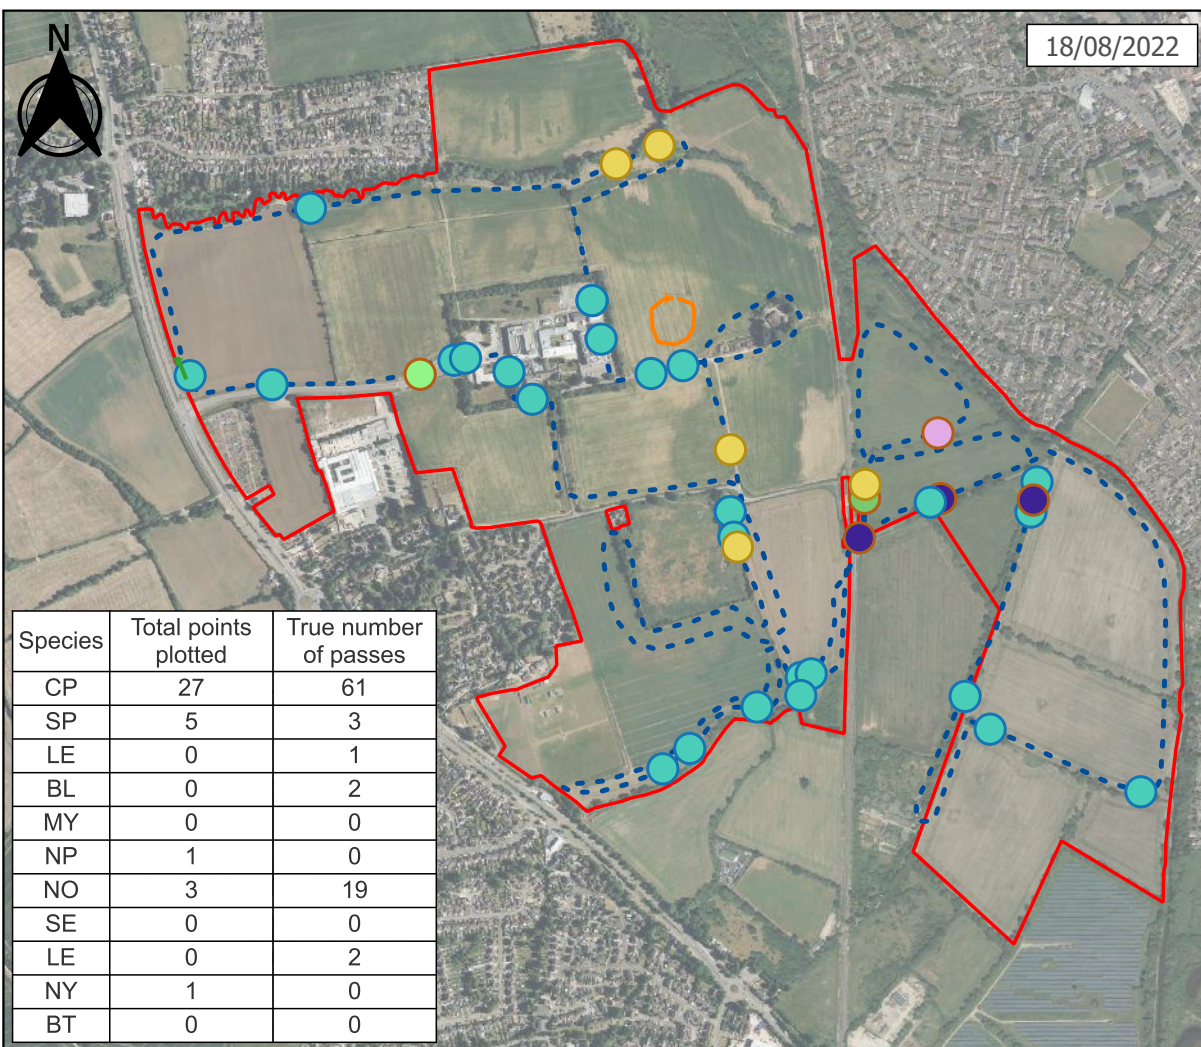 N
18/08/2022
Species Total points plotted True number of passes
CP 27 61
SP 5 3
LE 0 1
BL 0 2
MY 0 0
NP 1 0
NO 3 19
SE 0 0
LE 0 2
NY 1 0
BT 0 0